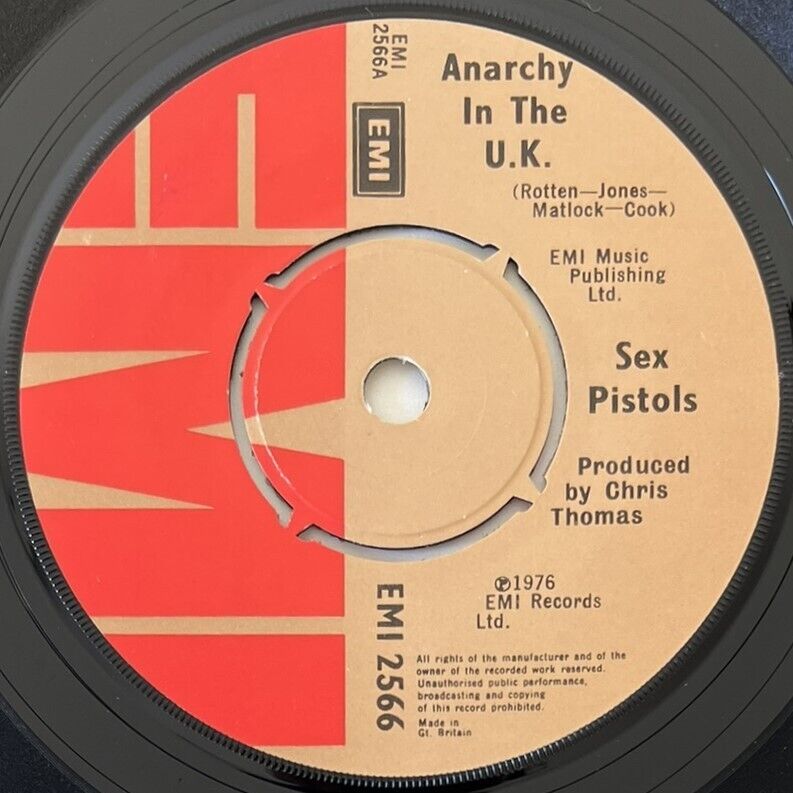 EMI
2566A
EMI
Anarchy
In The
U.K.
(Rotten—Jones—
Matlock—Cook)
EMI Music
Publishing
Ltd.
Sex
Pistols
Produced
by Chris
Thomas
℗1976
EMI Records
Ltd.
EMI 2566
All rights of the manufacturer and of the
owner of the recorded work reserved.
Unauthorised public performance,
broadcasting and copying
of this record prohibited.
Made in
Gt. Britain